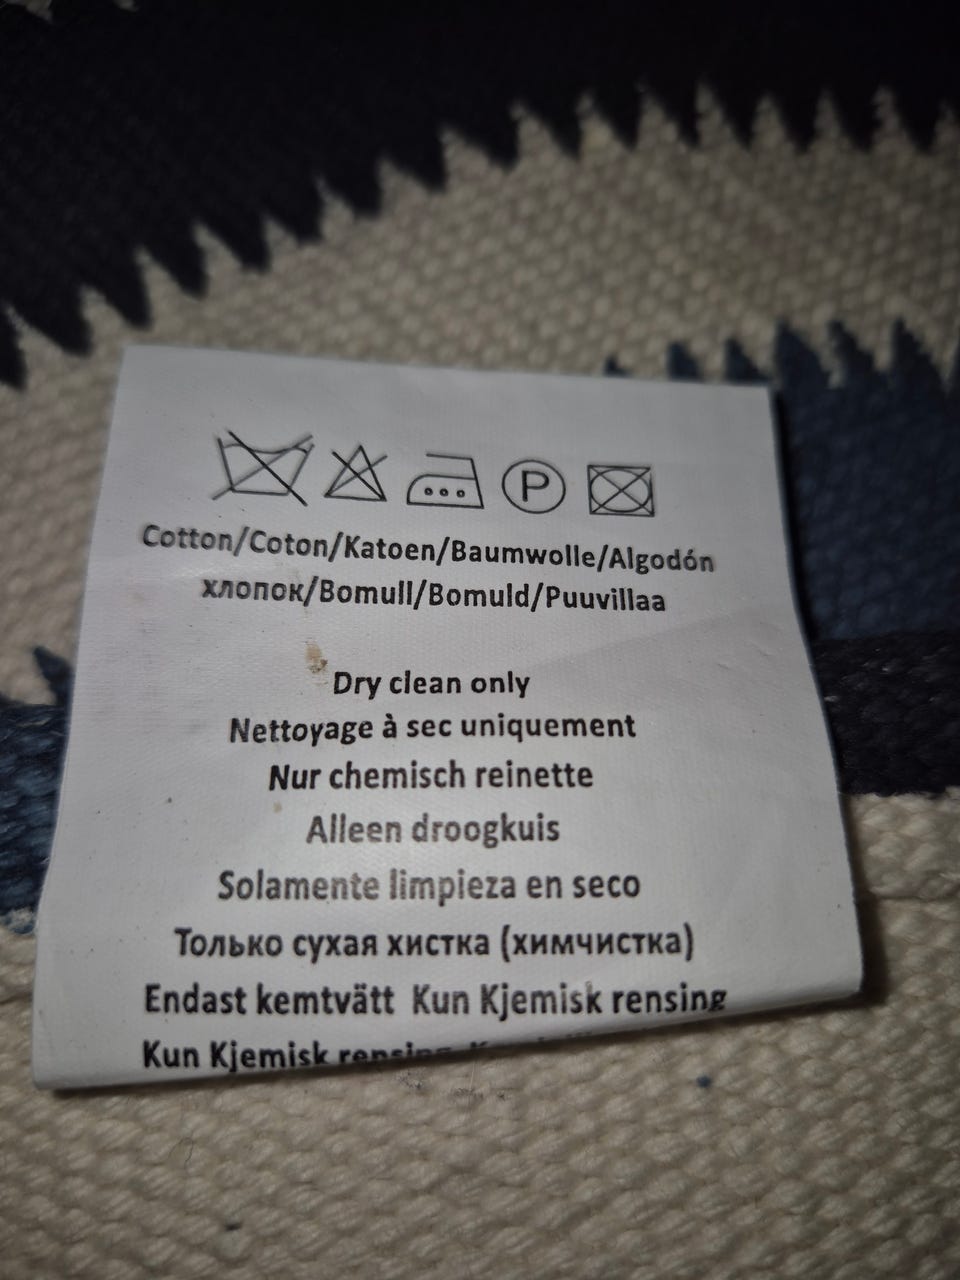 P
Cotton/Coton/Katoen/Baumwolle/Algodón
хлопок/Bomull/Bomuld/Puuvillaa
Dry clean only
Nettoyage à sec uniquement
Nur chemisch reinette
Alleen droogkuis
Solamente limpieza en seco
Только сухая хистка (химчистка)
Endast kemtvätt Kun Kjemisk rensing
Kun Kjemisk rensing